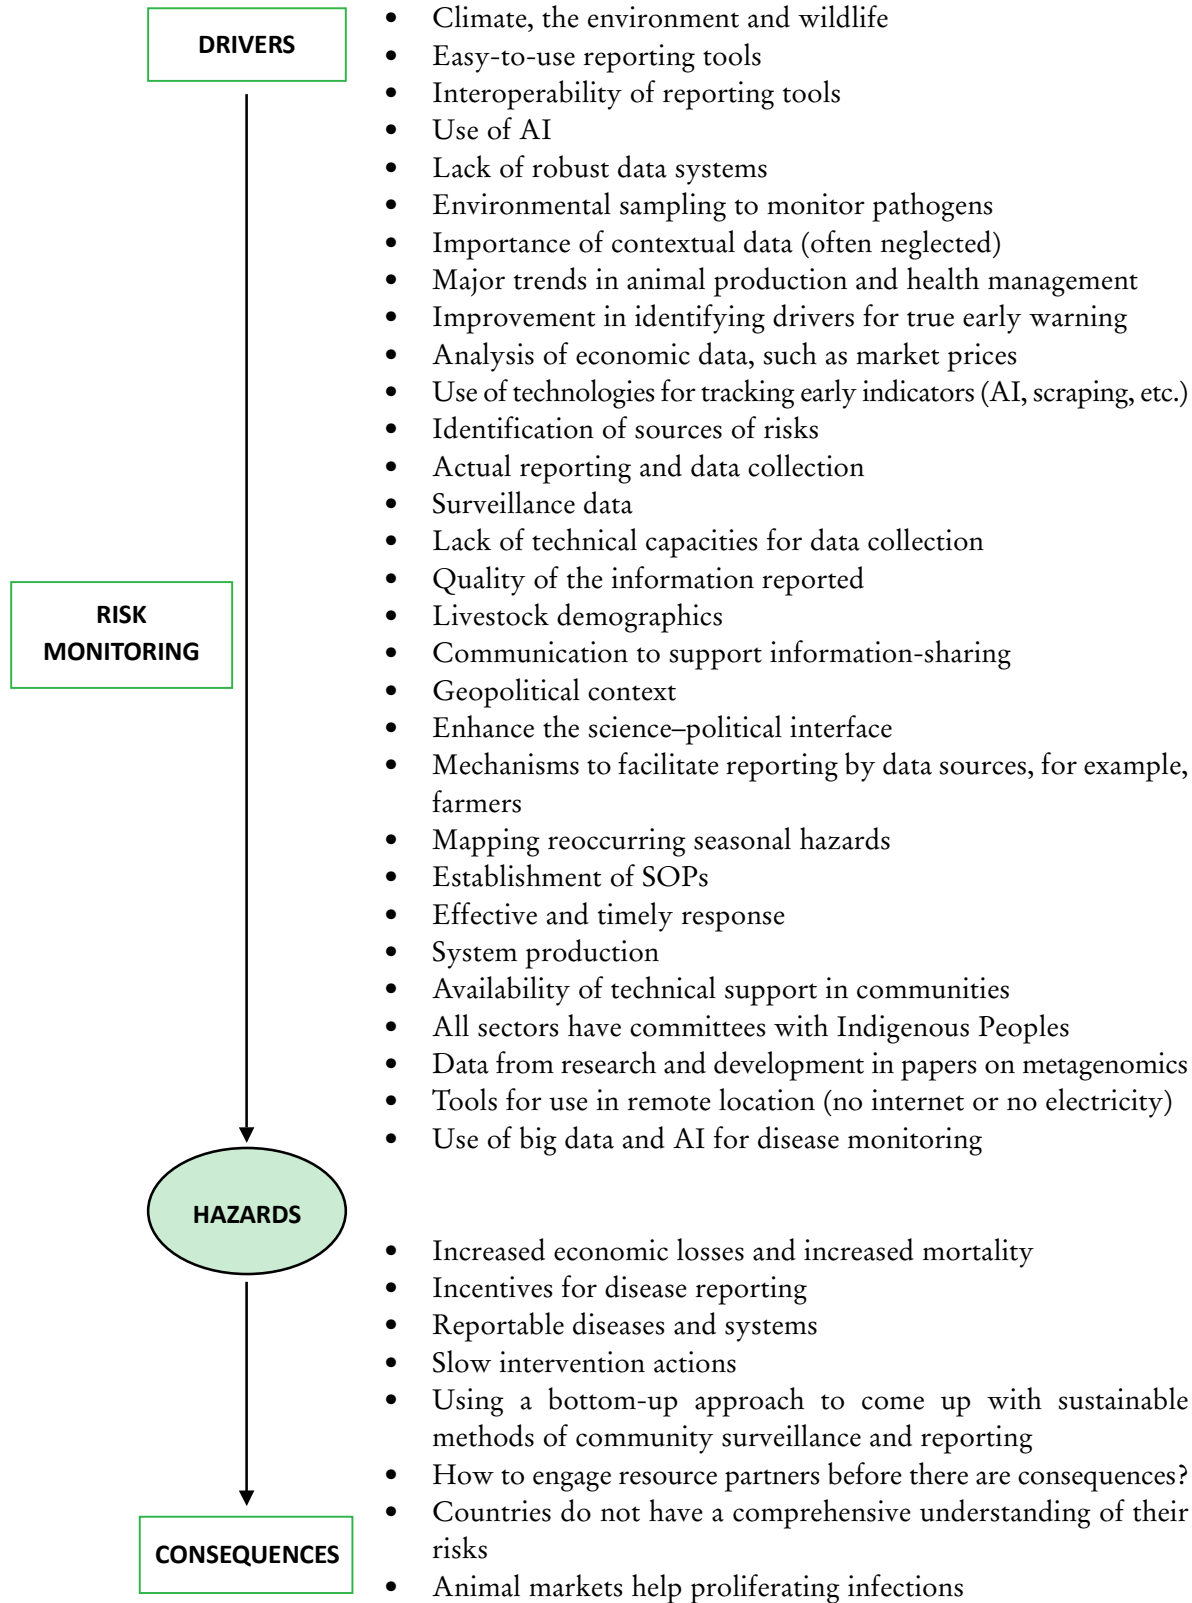 DRIVERS
• Climate, the environment and wildlife
• Easy-to-use reporting tools
• Interoperability of reporting tools
• Use of AI
• Lack of robust data systems
• Environmental sampling to monitor pathogens
• Importance of contextual data (often neglected)
• Major trends in animal production and health management
• Improvement in identifying drivers for true early warning
• Analysis of economic data, such as market prices
• Use of technologies for tracking early indicators (AI, scraping, etc.)
• Identification of sources of risks
• Actual reporting and data collection
• Surveillance data
• Lack of technical capacities for data collection
• Quality of the information reported
RISK
MONITORING
• Livestock demographics
• Communication to support information-sharing
• Geopolitical context
• Enhance the science–political interface
• Mechanisms to facilitate reporting by data sources, for example,
farmers
• Mapping reoccurring seasonal hazards
• Establishment of SOPs
• Effective and timely response
• System production
• Availability of technical support in communities
• All sectors have committees with Indigenous Peoples
• Data from research and development in papers on metagenomics
• Tools for use in remote location (no internet or no electricity)
• Use of big data and AI for disease monitoring
HAZARDS
• Increased economic losses and increased mortality
• Incentives for disease reporting
• Reportable diseases and systems
• Slow intervention actions
• Using a bottom-up approach to come up with sustainable
methods of community surveillance and reporting
• How to engage resource partners before there are consequences?
• Countries do not have a comprehensive understanding of their
risks
CONSEQUENCES
• Animal markets help proliferating infections